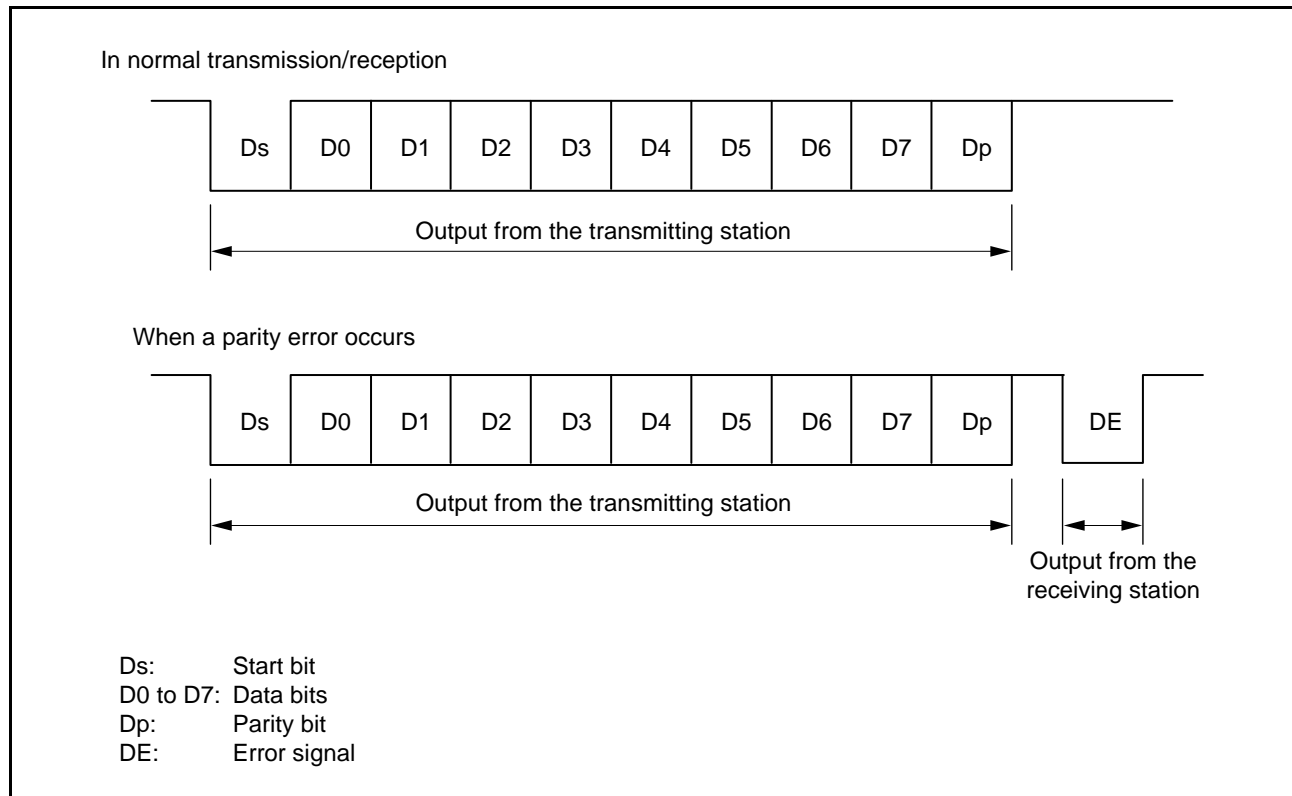 In normal transmission/reception
Ds D0 D1 D2 D3 D4 D5 D6 D7 Dp
Output from the transmitting station
When a parity error occurs
Ds D0 D1 D2 D3 D4 D5 D6 D7 Dp DE
Output from the transmitting station
Output from the
receiving station
Ds: Start bit
D0 to D7: Data bits
Dp: Parity bit
DE: Error signal